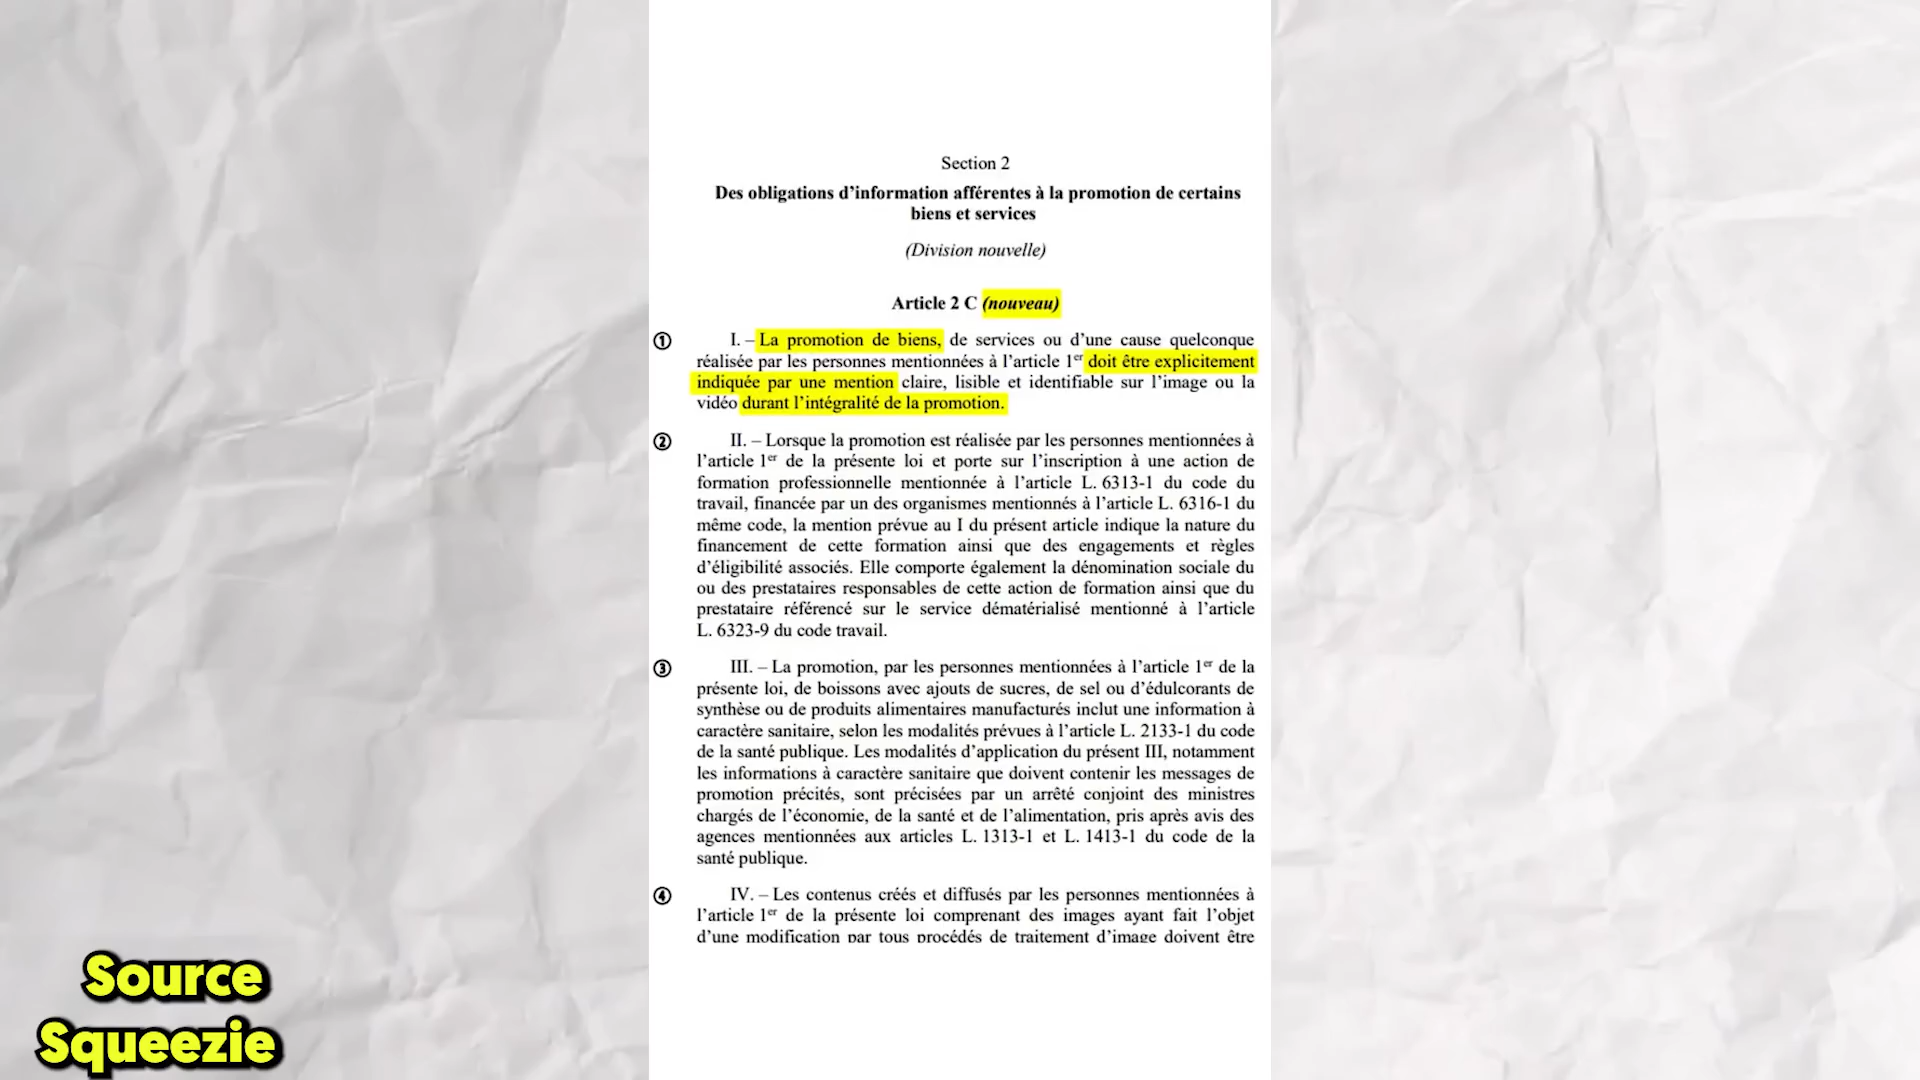 Section 2
Des obligations d’information afférentes à la promotion de certains
biens et services
(Division nouvelle)
Article 2 C (nouveau)
① I. – La promotion de biens, de services ou d’une cause quelconque
réalisée par les personnes mentionnées à l’article 1er doit être explicitement
indiquée par une mention claire, lisible et identifiable sur l’image ou la
vidéo durant l’intégralité de la promotion.
② II. – Lorsque la promotion est réalisée par les personnes mentionnées à
l’article 1er de la présente loi et porte sur l’inscription à une action de
formation professionnelle mentionnée à l’article L. 6313-1 du code du
travail, financée par un des organismes mentionnés à l’article L. 6316-1 du
même code, la mention prévue au I du présent article indique la nature du
financement de cette formation ainsi que des engagements et règles
d’éligibilité associés. Elle comporte également la dénomination sociale du
ou des prestataires responsables de cette action de formation ainsi que du
prestataire référencé sur le service dématérialisé mentionné à l’article
L. 6323-9 du code travail.
③ III. – La promotion, par les personnes mentionnées à l’article 1er de la
présente loi, de boissons avec ajouts de sucres, de sel ou d’édulcorants de
synthèse ou de produits alimentaires manufacturés inclut une information à
caractère sanitaire, selon les modalités prévues à l’article L. 2133-1 du code
de la santé publique. Les modalités d’application du présent III, notamment
les informations à caractère sanitaire que doivent contenir les messages de
promotion précités, sont précisées par un arrêté conjoint des ministres
chargés de l’économie, de la santé et de l’alimentation, pris après avis des
agences mentionnées aux articles L. 1313-1 et L. 1413-1 du code de la
santé publique.
④ IV. – Les contenus créés et diffusés par les personnes mentionnées à
l’article 1er de la présente loi comprenant des images ayant fait l’objet
d’une modification par tous procédés de traitement d’image doivent être
Source
Squeezie